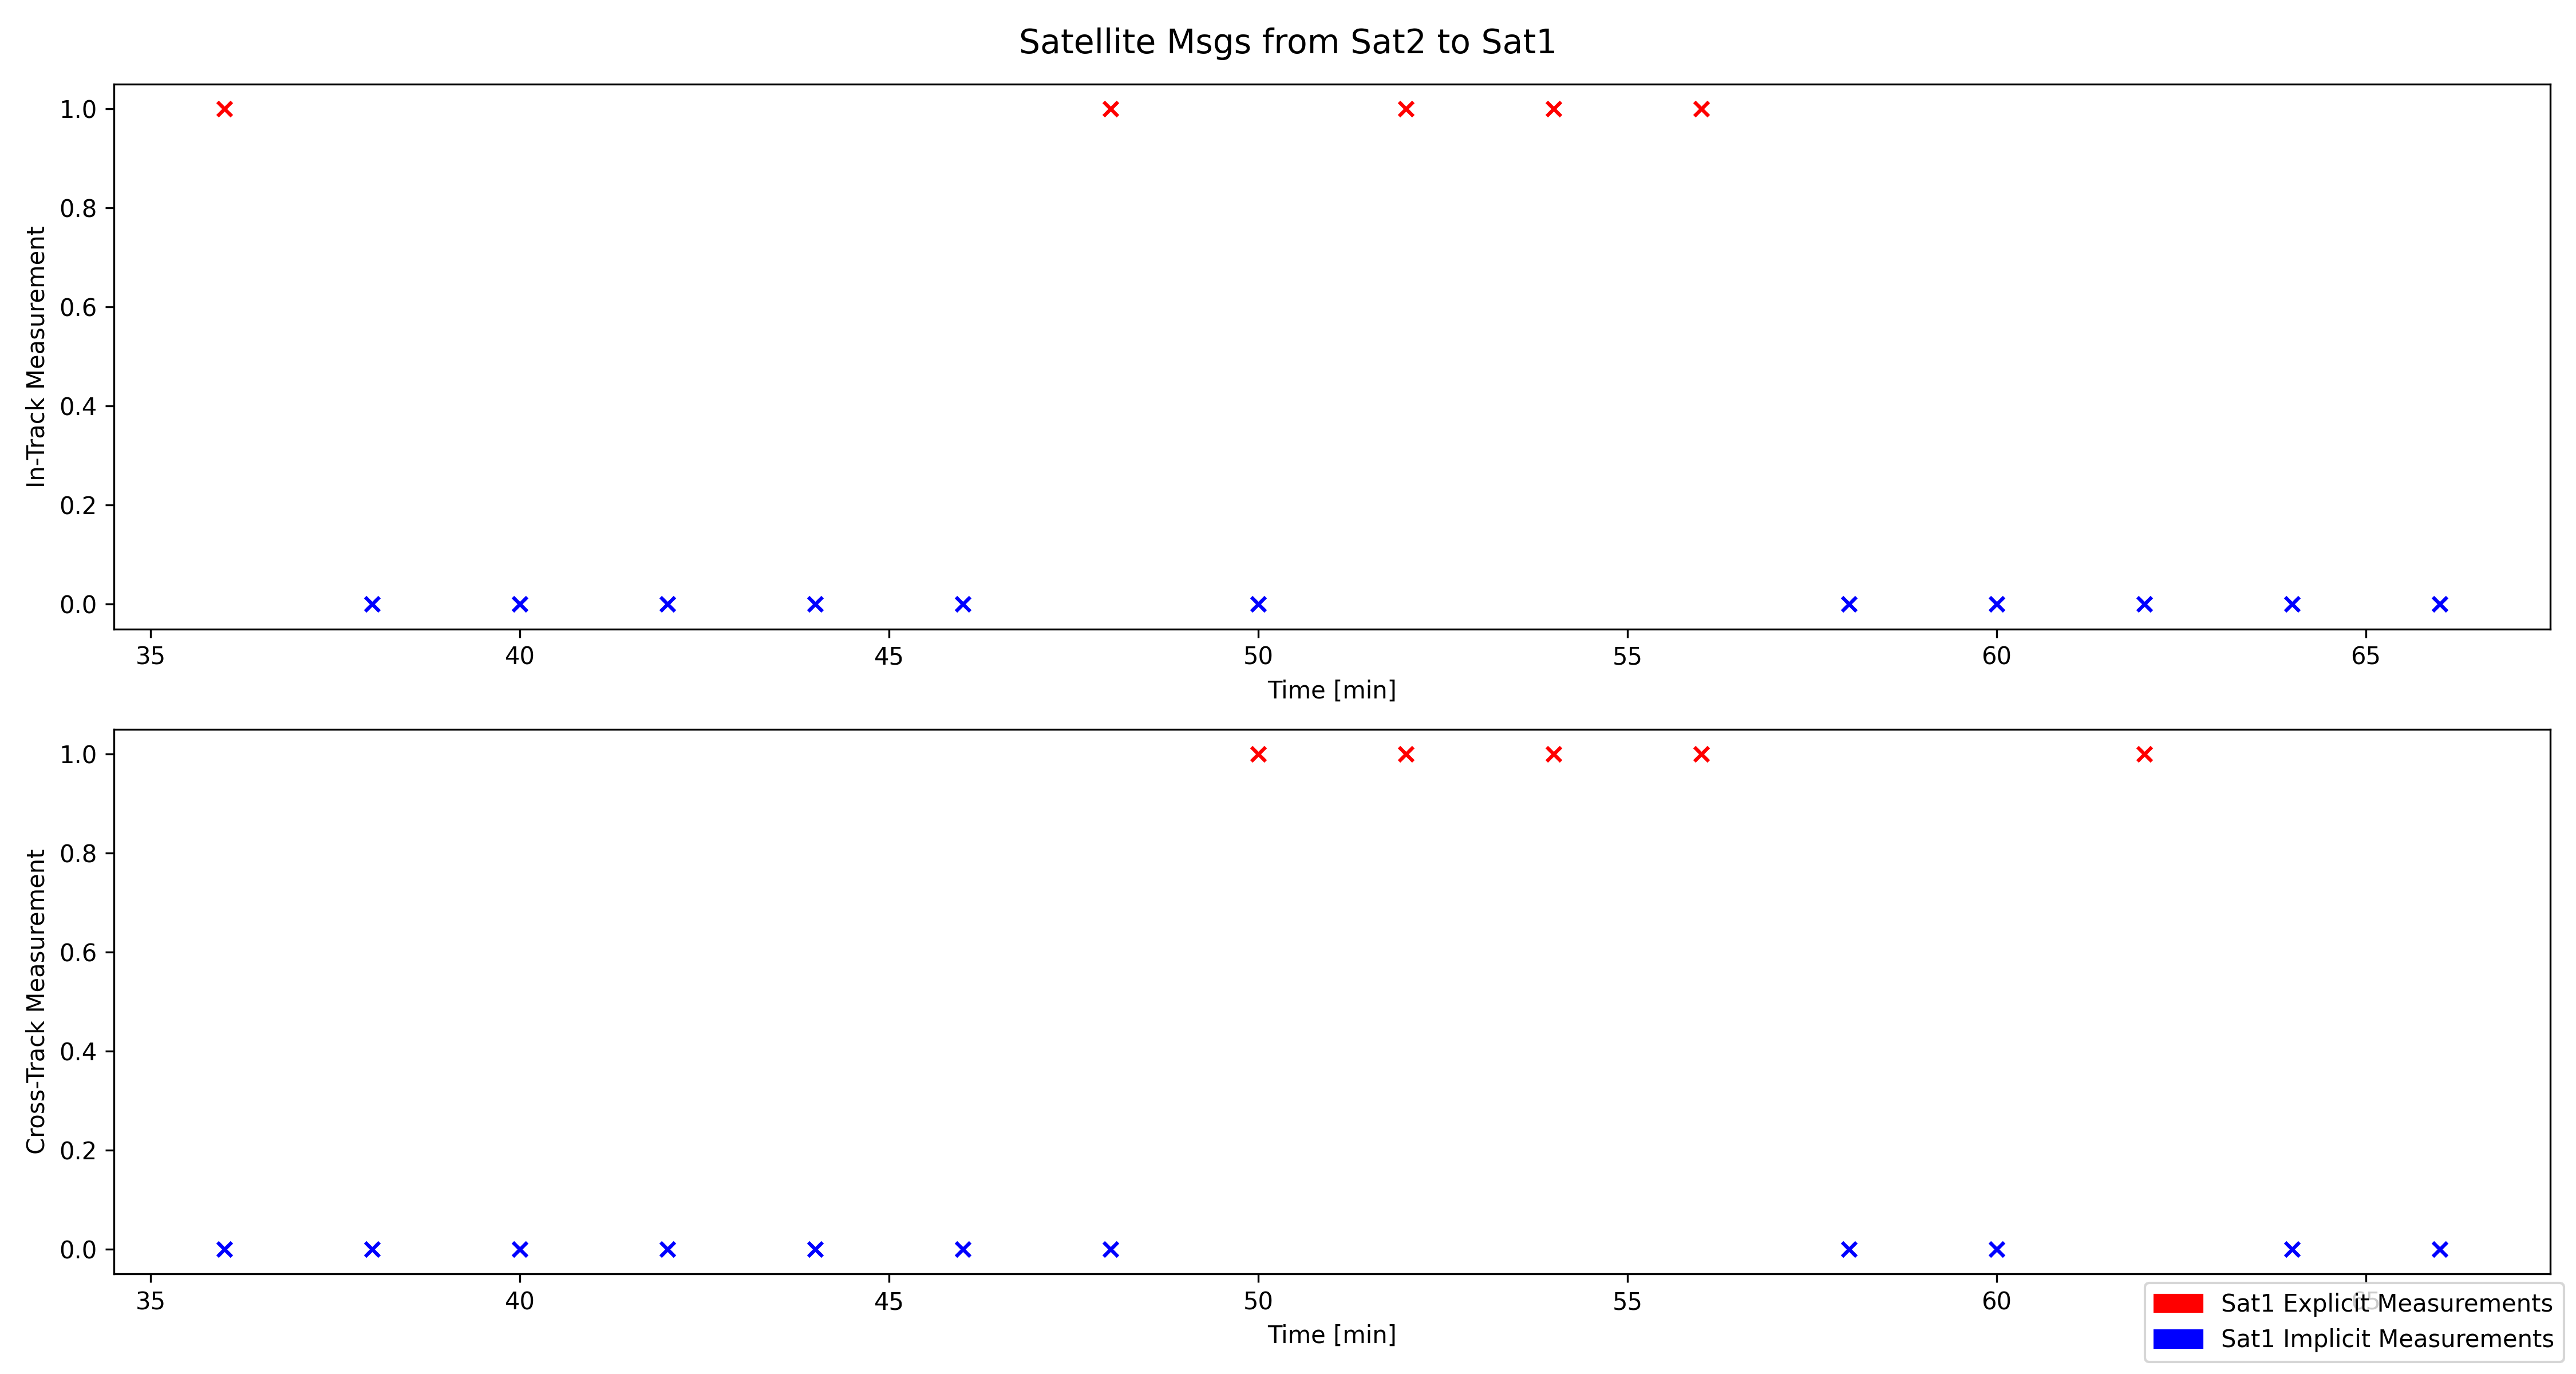 Satellite Msgs from Sat2 to Sat1
In-Track Measurement
1.0
0.8
0.6
0.4
0.2
0.0
35 40 45 50 55 60 65
Time [min]
Cross-Track Measurement
1.0
0.8
0.6
0.4
0.2
0.0
35 40 45 50 55 60 65
Time [min]
Sat1 Explicit Measurements
Sat1 Implicit Measurements